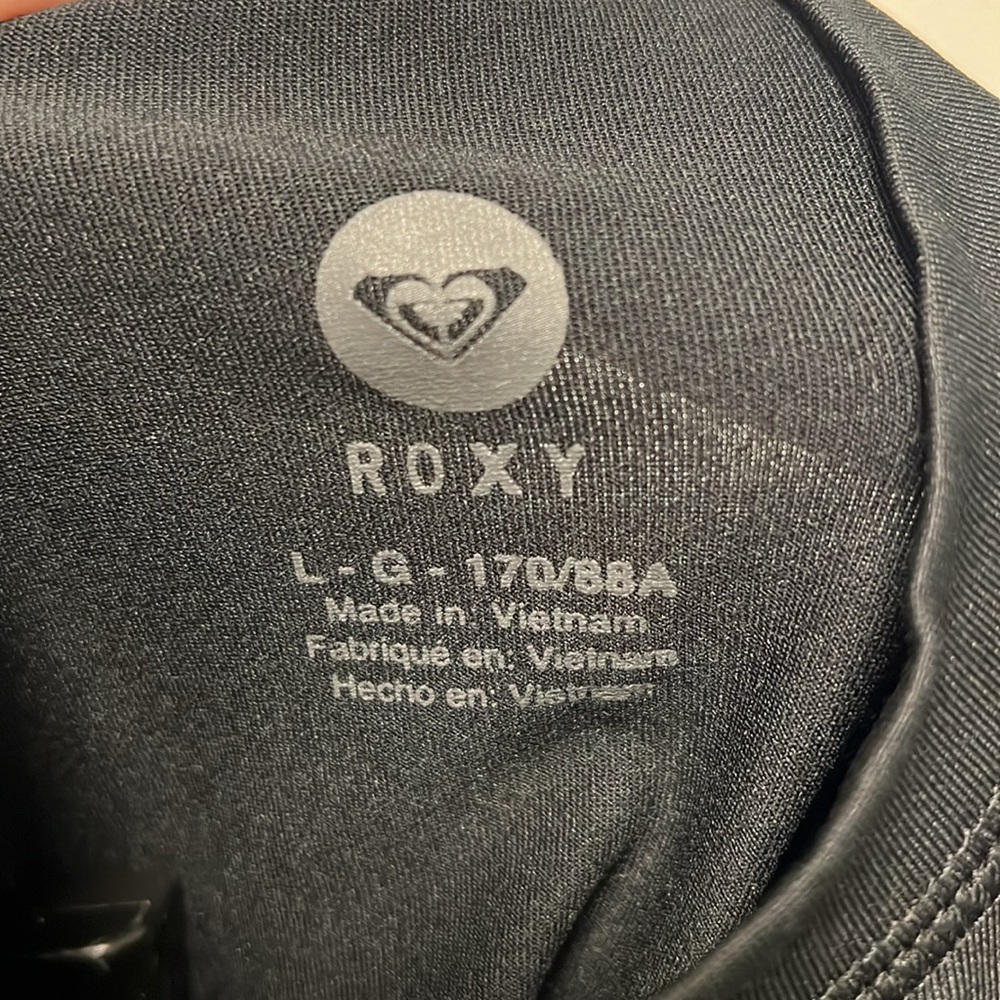 ROXY
L - G - 170/88A
Made in: Vietnam
Fabriqué en: Vietnam
Hecho en: Vietnam